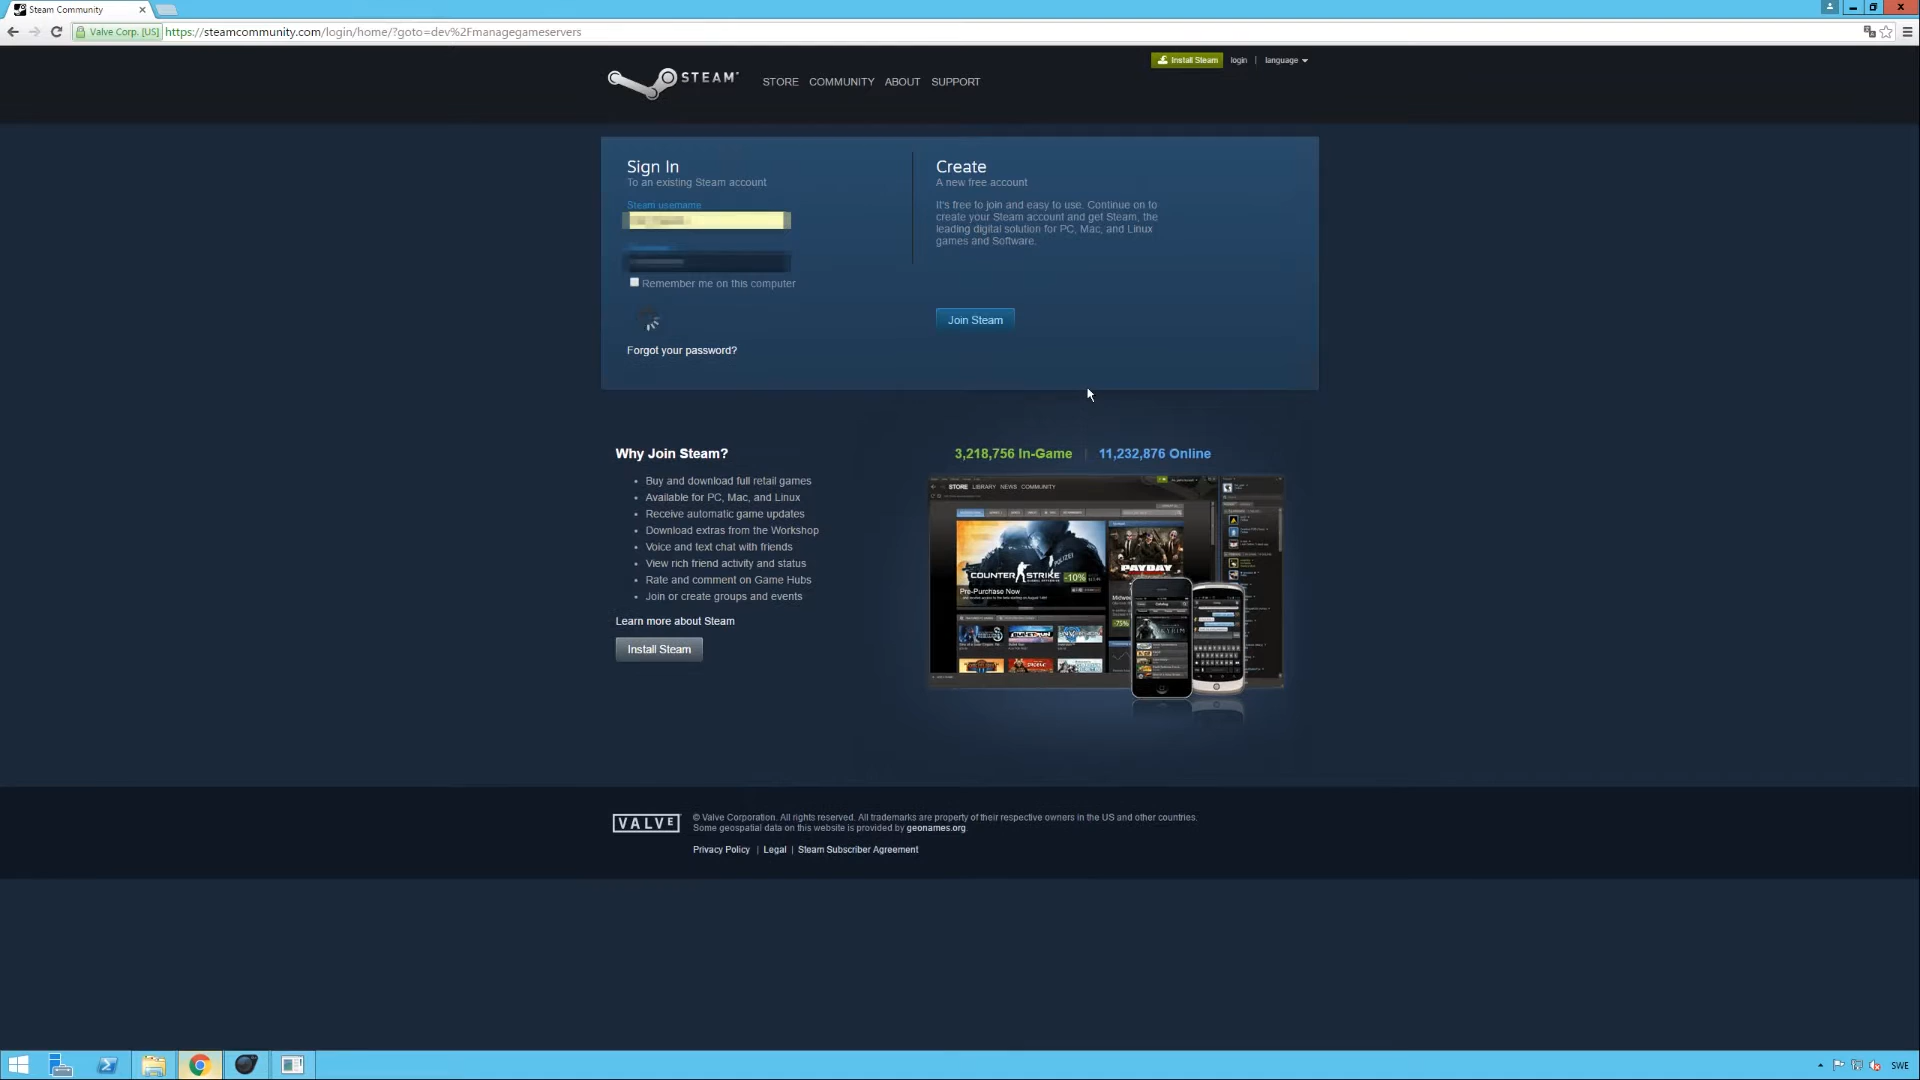 Steam Community
Valve Corp. [US] https://steamcommunity.com/login/home/?goto=dev%2Fmanagegameservers
Install Steam login | language
STEAM STORE COMMUNITY ABOUT SUPPORT
Sign In
To an existing Steam account
Steam username
Remember me on this computer
Forgot your password?
Create
A new free account
It's free to join and easy to use. Continue on to
create your Steam account and get Steam, the
leading digital solution for PC, Mac, and Linux
games and Software.
Join Steam
Why Join Steam?
Buy and download full retail games
Available for PC, Mac, and Linux
Receive automatic game updates
Download extras from the Workshop
Voice and text chat with friends
View rich friend activity and status
Rate and comment on Game Hubs
Join or create groups and events
Learn more about Steam
Install Steam
3,218,756 In-Game | 11,232,876 Online
STORE LIBRARY NEWS COMMUNITY
POLIZEI
COUNTER STRIKE
-10%
Pre-Purchase Now
PAYDAY
-75%
SKYRIM
VALVE
© Valve Corporation. All rights reserved. All trademarks are property of their respective owners in the US and other countries.
Some geospatial data on this website is provided by geonames.org.
Privacy Policy | Legal | Steam Subscriber Agreement
SWE